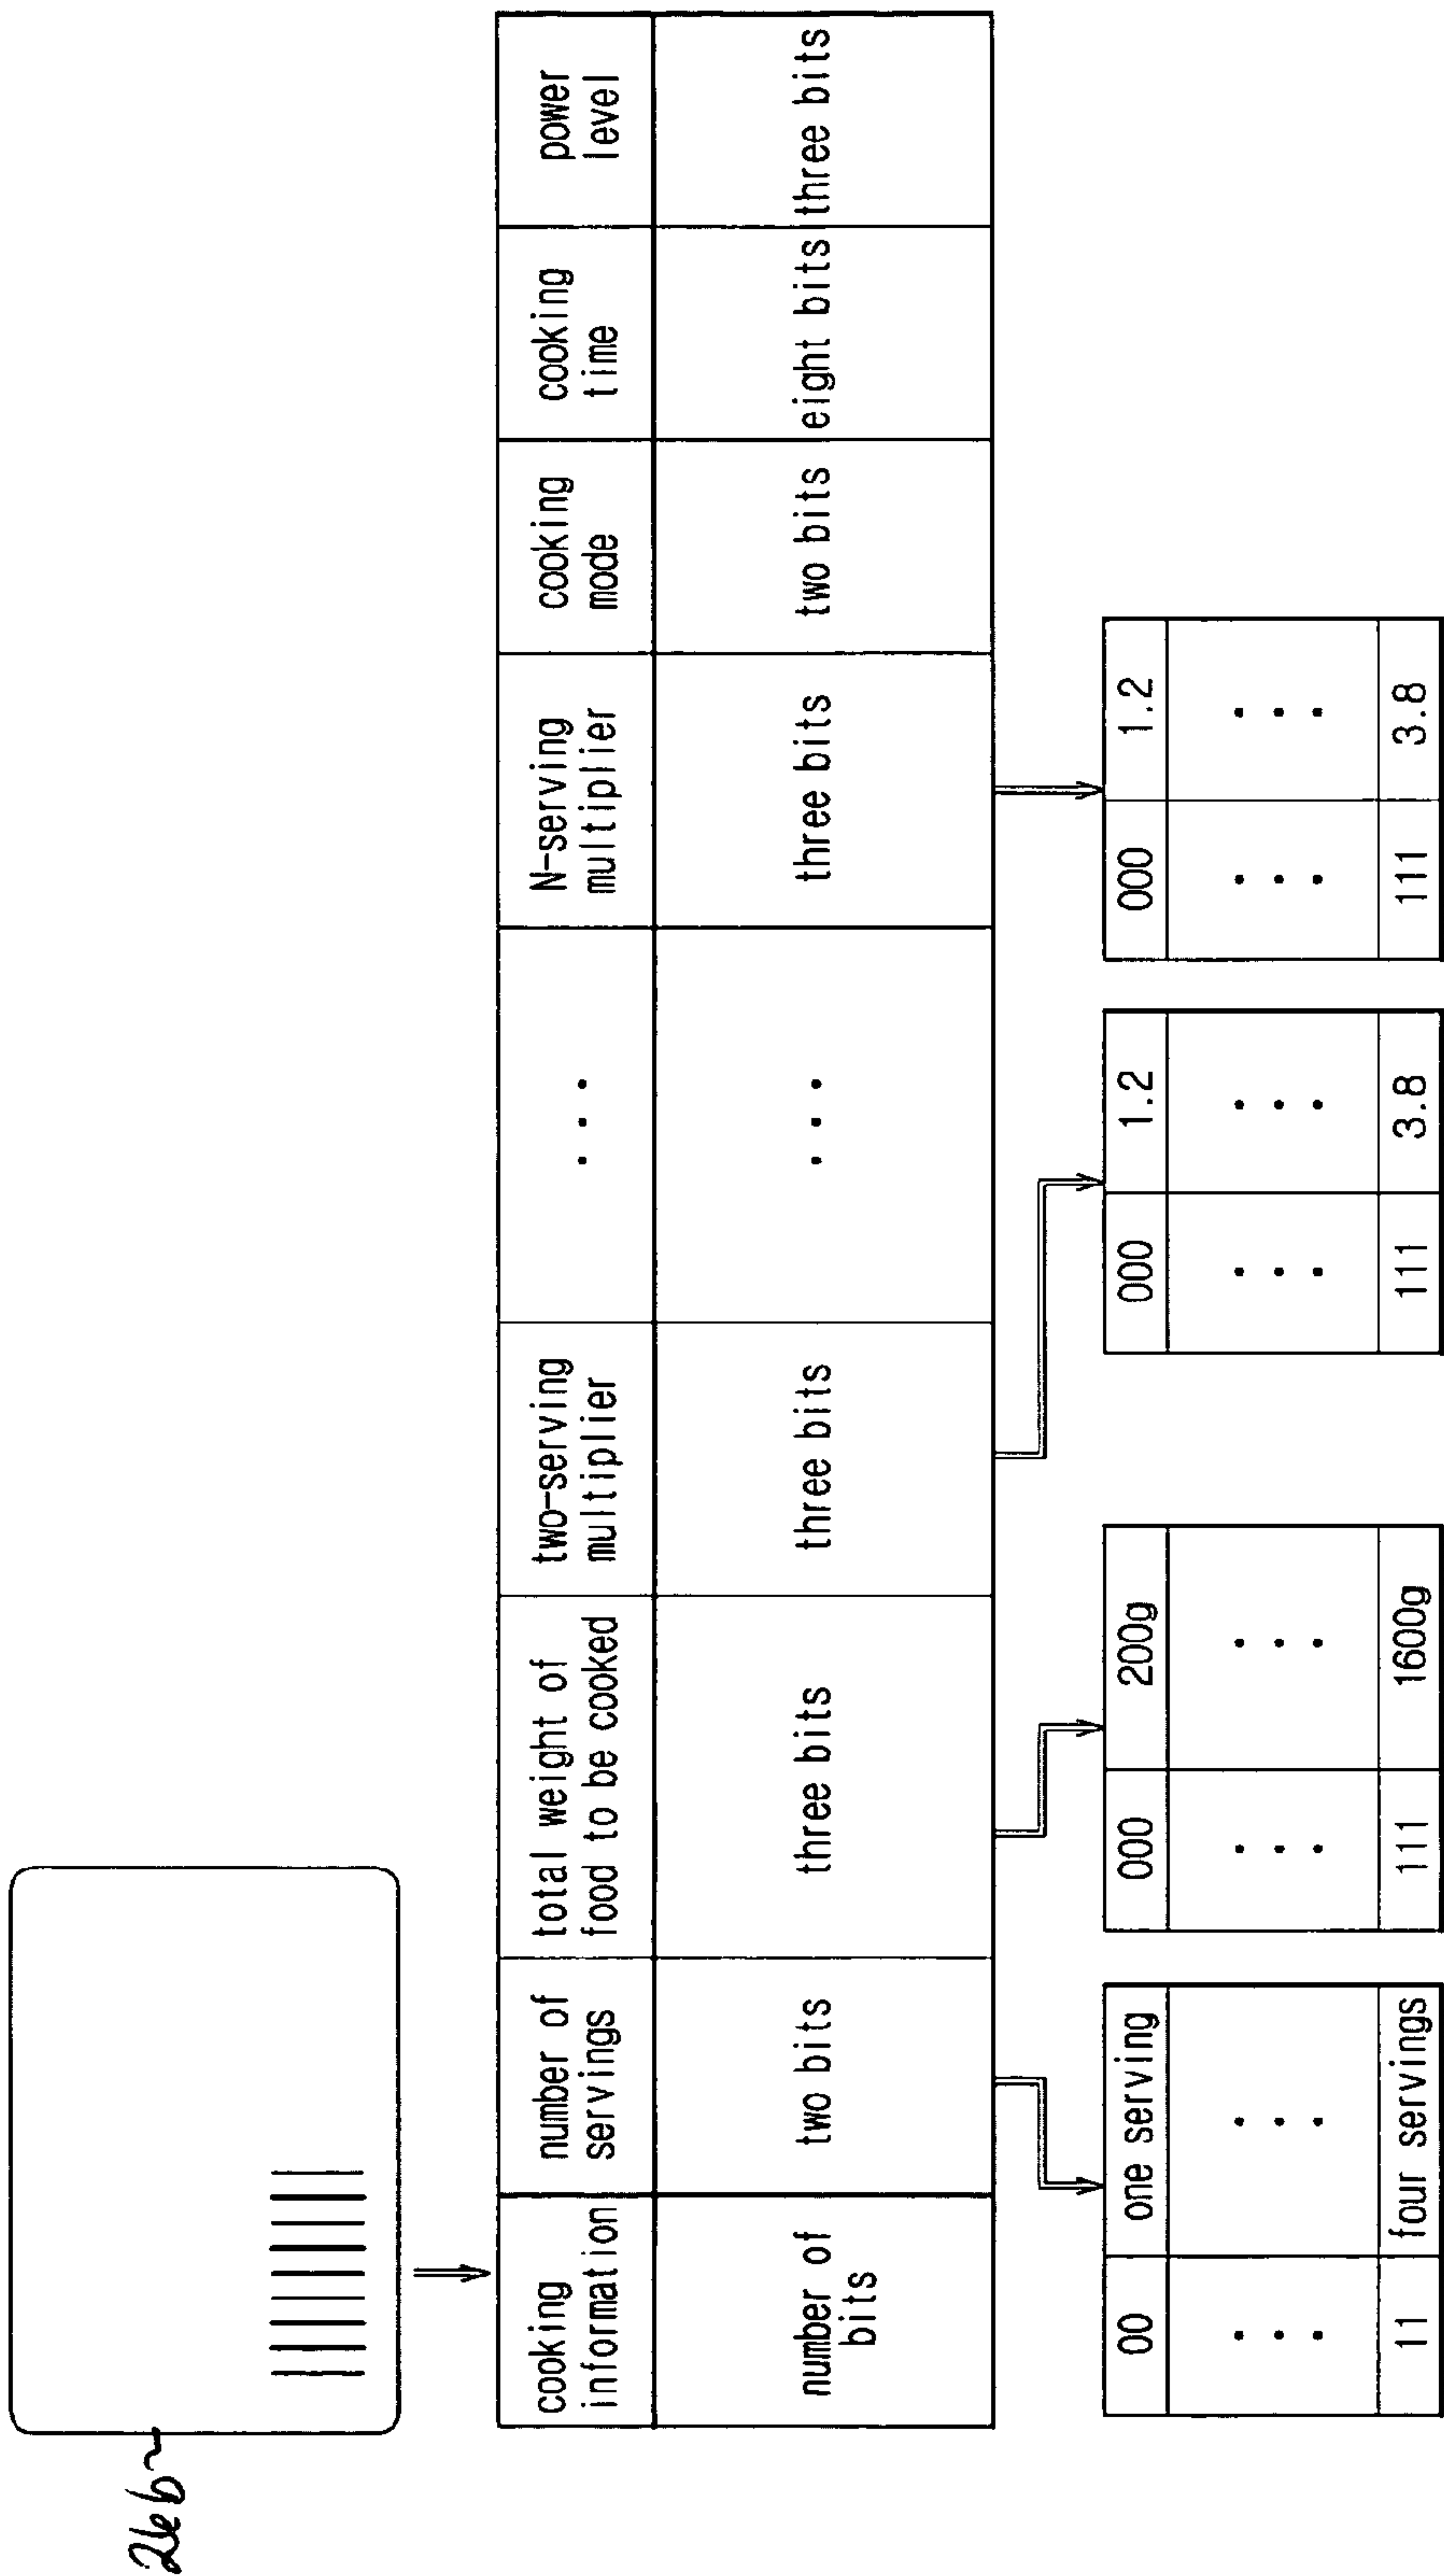 26b
cooking
information
number of
servings
total weight of
food to be cooked
two-serving
multiplier
...
N-serving
multiplier
cooking
mode
cooking
time
power
level
number of
bits
two bits
three bits
three bits
...
three bits
two bits
eight bits
three bits
00 one serving
... ...
11 four servings
000 200g
... ...
111 1600g
000 1.2
... ...
111 3.8
000 1.2
... ...
111 3.8